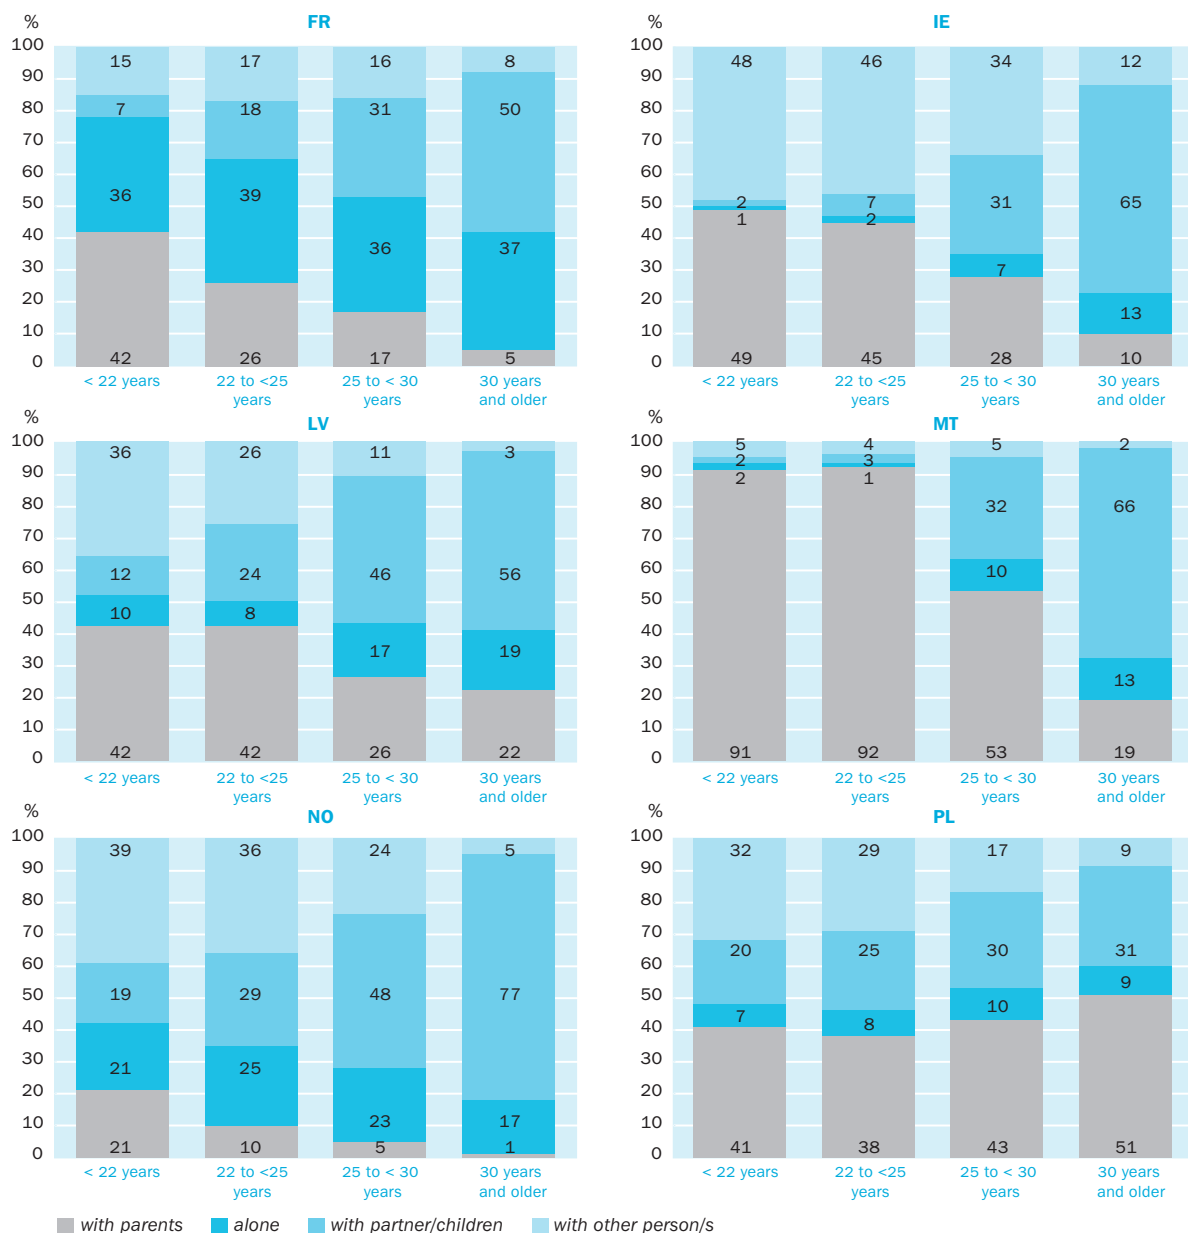 % FR
100
90
80
70
60
50
40
30
20
10
0
15 17 16 8
7 18 31 50
36 39 36 37
42 26 17 5
< 22 years 22 to <25 years 25 to < 30 years 30 years and older
% IE
100
90
80
70
60
50
40
30
20
10
0
48 46 34 12
2 7 31 65
1 2 7 13
49 45 28 10
< 22 years 22 to <25 years 25 to < 30 years 30 years and older
% LV
100
90
80
70
60
50
40
30
20
10
0
36 26 11 3
12 24 46 56
10 8 17 19
42 42 26 22
< 22 years 22 to <25 years 25 to < 30 years 30 years and older
% MT
100
90
80
70
60
50
40
30
20
10
0
5 4 5 2
2 3 32 66
2 1 10 13
91 92 53 19
< 22 years 22 to <25 years 25 to < 30 years 30 years and older
% NO
100
90
80
70
60
50
40
30
20
10
0
39 36 24 5
19 29 48 77
21 25 23 17
21 10 5 1
< 22 years 22 to <25 years 25 to < 30 years 30 years and older
% PL
100
90
80
70
60
50
40
30
20
10
0
32 29 17 9
20 25 30 31
7 8 10 9
41 38 43 51
< 22 years 22 to <25 years 25 to < 30 years 30 years and older
with parents alone with partner/children with other person/s